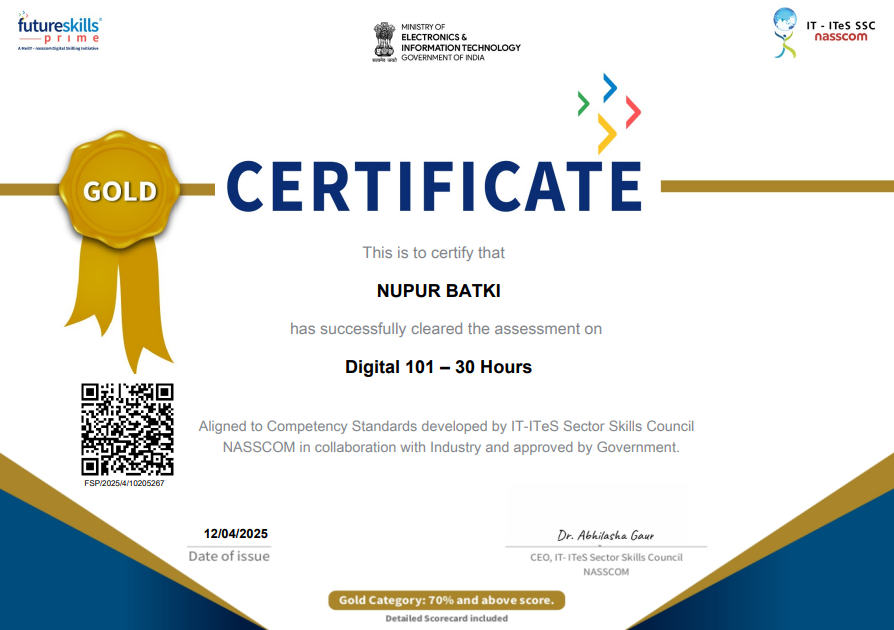 futureskills
prime
A MeitY - nasscom Digital Skilling Initiative
MINISTRY OF
ELECTRONICS &
INFORMATION TECHNOLOGY
GOVERNMENT OF INDIA
सत्यमेव जयते
IT - ITeS SSC
nasscom
GOLD
CERTIFICATE
This is to certify that
NUPUR BATKI
has successfully cleared the assessment on
Digital 101 – 30 Hours
Aligned to Competency Standards developed by IT-ITeS Sector Skills Council
NASSCOM in collaboration with Industry and approved by Government.
FSP/2025/4/10205267
12/04/2025
Date of issue
Dr. Abhilasha Gaur
CEO, IT- ITeS Sector Skills Council
NASSCOM
Gold Category: 70% and above score.
Detailed Scorecard included